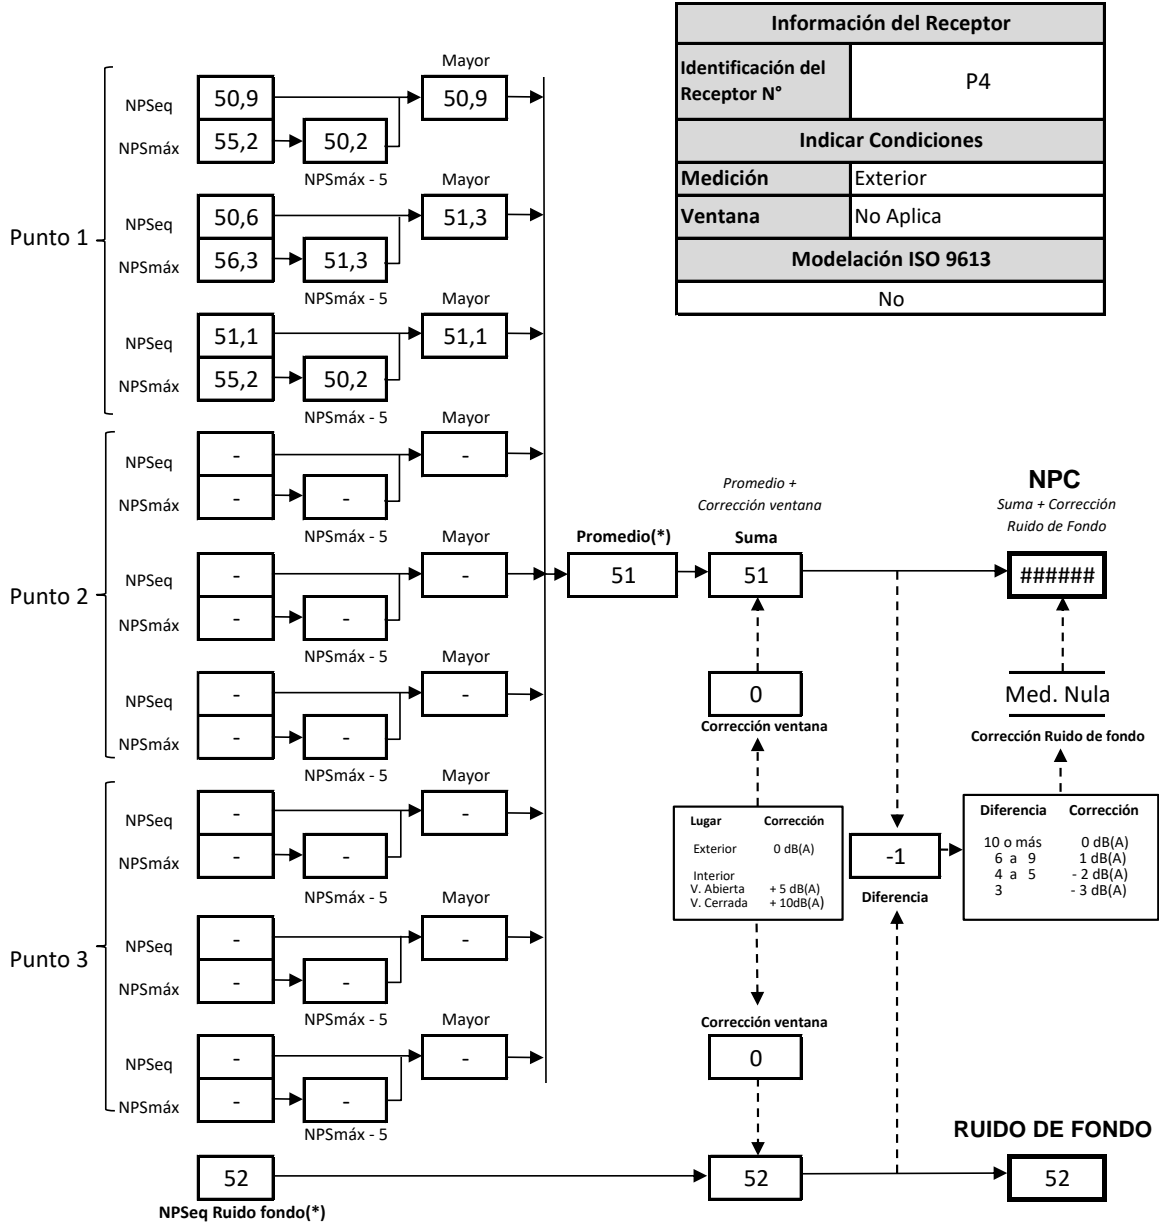 Información del Receptor
Identificación del Receptor N°
P4
Indicar Condiciones
Medición
Exterior
Ventana
No Aplica
Modelación ISO 9613
No
Punto 1
Mayor
NPSeq
50,9
50,9
NPSmáx
55,2
50,2
NPSmáx - 5
Mayor
NPSeq
50,6
51,3
NPSmáx
56,3
51,3
NPSmáx - 5
Mayor
NPSeq
51,1
51,1
NPSmáx
55,2
50,2
NPSmáx - 5
Punto 2
Mayor
NPSeq
-
-
NPSmáx
-
-
NPSmáx - 5
Mayor
NPSeq
-
-
NPSmáx
-
-
NPSmáx - 5
Mayor
NPSeq
-
-
NPSmáx
-
-
NPSmáx - 5
Punto 3
Mayor
NPSeq
-
-
NPSmáx
-
-
NPSmáx - 5
Mayor
NPSeq
-
-
NPSmáx
-
-
NPSmáx - 5
Mayor
NPSeq
-
-
NPSmáx
-
-
NPSmáx - 5
52
NPSeq Ruido fondo(*)
Promedio(*)
51
Promedio +
Corrección ventana
Suma
51
0
Corrección ventana
Lugar Corrección
Exterior 0 dB(A)
Interior
V. Abierta + 5 dB(A)
V. Cerrada + 10dB(A)
Corrección ventana
0
52
-1
Diferencia
NPC
Suma + Corrección
Ruido de Fondo
######
Med. Nula
Corrección Ruido de fondo
Diferencia Corrección
10 o más 0 dB(A)
6 a 9 1 dB(A)
4 a 5 - 2 dB(A)
3 - 3 dB(A)
RUIDO DE FONDO
52